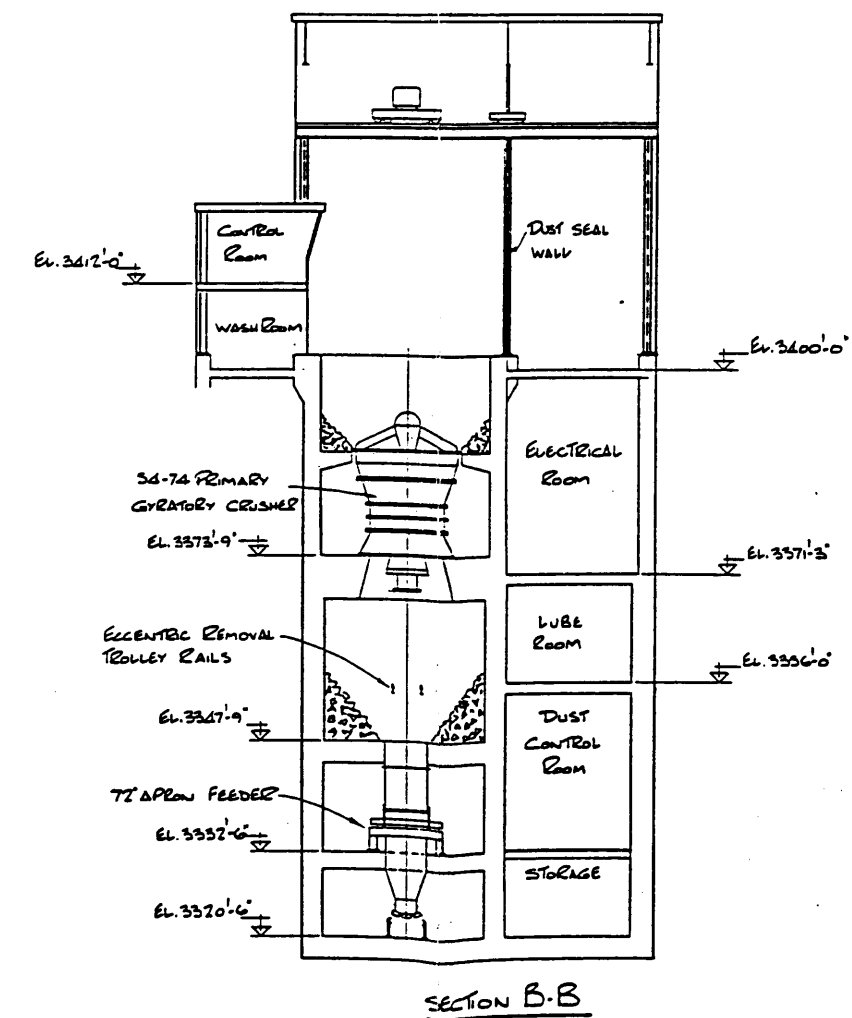 CONTROL
ROOM
DUST SEAL
WALL
EL. 3412'-0"
WASHROOM
EL. 3400'-0"
ELECTRICAL
ROOM
54-74 PRIMARY
GYRATORY CRUSHER
EL. 3373'-9"
EL. 3371'-3"
LUBE
ROOM
ECCENTRIC REMOVAL
TROLLEY RAILS
EL. 3356'-0"
EL. 3347'-9"
DUST
CONTROL
ROOM
72" APRON FEEDER
EL. 3332'-6"
STORAGE
EL. 3320'-6"
SECTION B-B